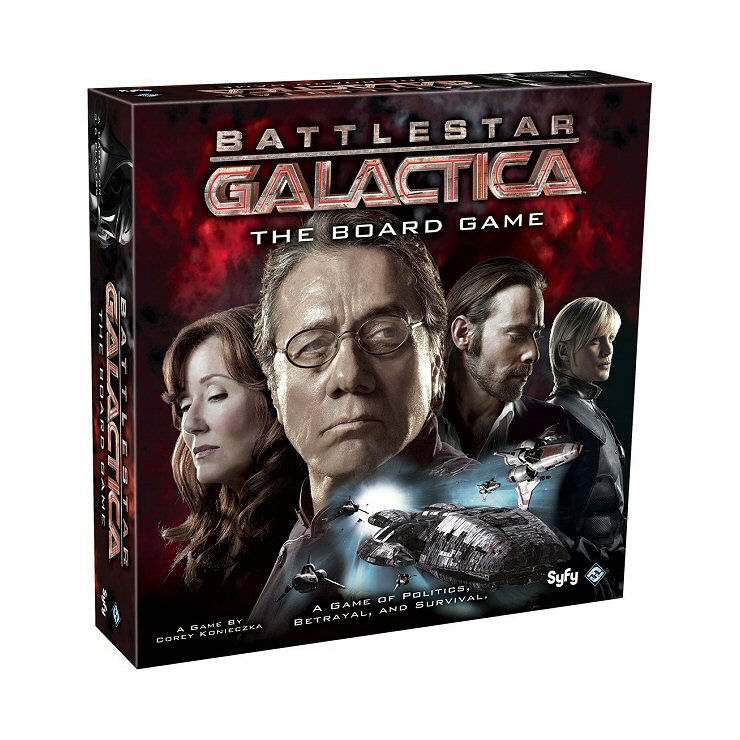 BATTLESTAR
GALACTICA
THE BOARD GAME
A GAME OF POLITICS,
BETRAYAL, AND SURVIVAL.
A GAME BY
COREY KONIECZKA
Syfy
BATTLESTAR
GALACTICA
THE BOARD GAME
Syfy